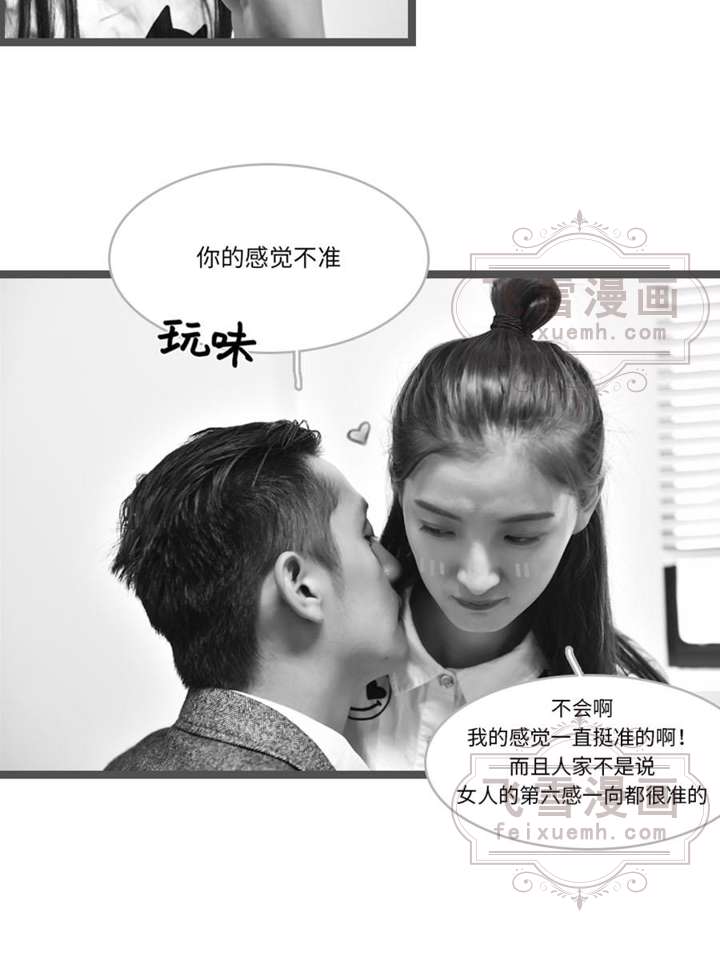 你的感觉不准
玩味
飞雪漫画
feixuemh.com
不会啊
我的感觉一直挺准的啊！
而且人家不是说
女人的第六感一向都很准的
飞雪漫画
feixuemh.com